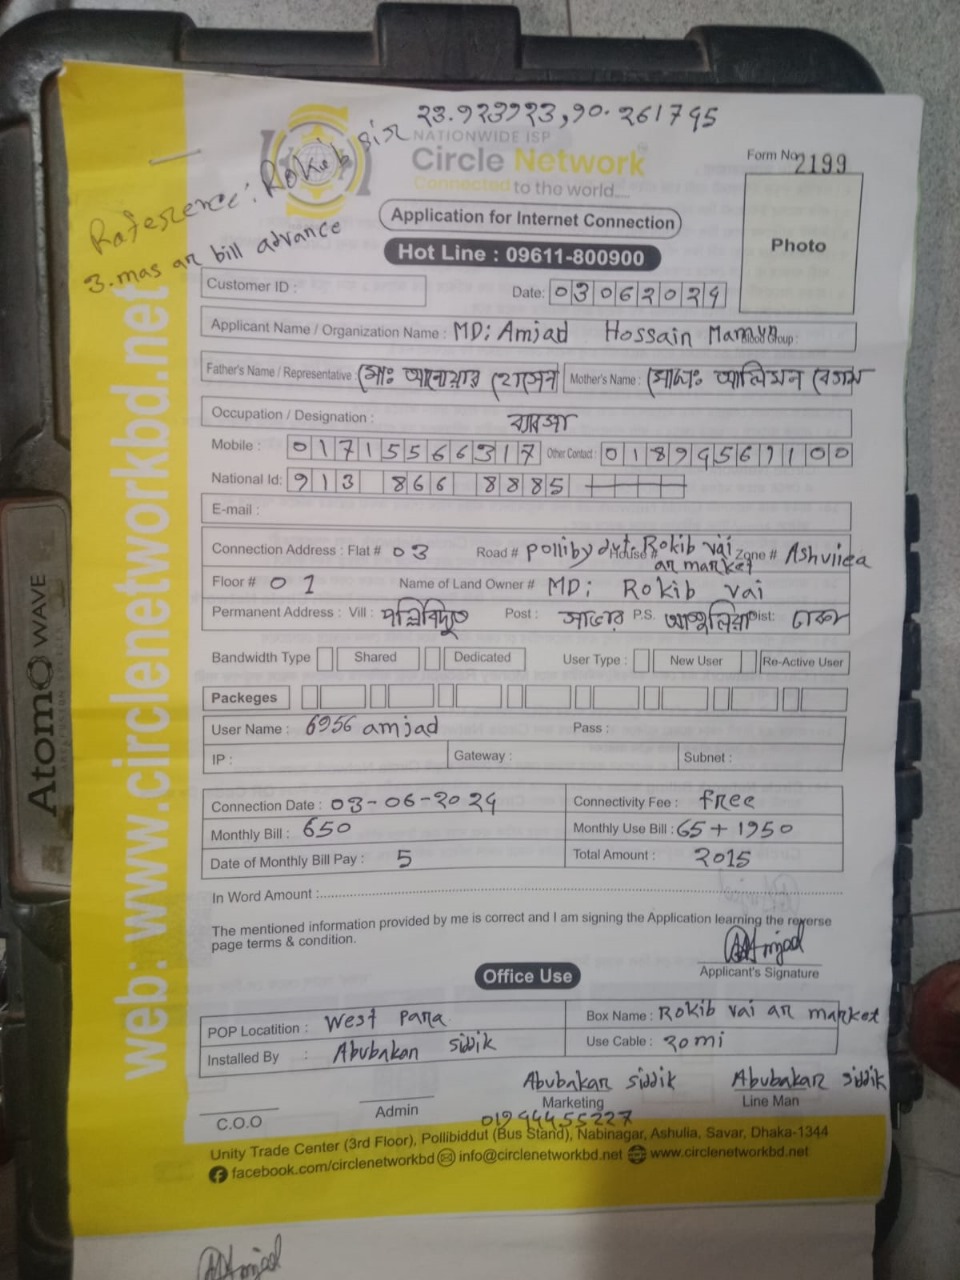 23.923923,90.261795
NATIONWIDE ISP
Circle Network
Connected to the world...
Reference: Rokib sir
3. mas ar bill advance
Form No 2199
Photo
Application for Internet Connection
Hot Line : 09611-800900
Customer ID :
Date: 03062024
Applicant Name / Organization Name : MD: Amjad Hossain Mamun Group :
Father's Name / Representative : মোঃ আনোয়ার হোসেন Mother's Name : মোছাঃ আলিমন বেগম
Occupation / Designation : ব্যবসা
Mobile : 01715566317 Other Contact : 01894567100
National Id: 913 866 8885
E-mail :
Connection Address : Flat # 03 Road # pollibydut House # Rokib vai ar market Zone # Ashuliea
Floor # 01 Name of Land Owner # MD: Rokib vai
Permanent Address : Vill : পল্লিবিদ্যুত Post : সাভার P.S. আশুলিয়া Dist: ঢাকা
Bandwidth Type Shared Dedicated User Type : New User Re-Active User
Packeges
User Name : 6956 amjad Pass :
IP : Gateway : Subnet :
Connection Date : 03-06-2024 Connectivity Fee : free
Monthly Bill : 650 Monthly Use Bill : 65 + 1950
Date of Monthly Bill Pay : 5 Total Amount : 2015
In Word Amount :
The mentioned information provided by me is correct and I am signing the Application learning the reverse
page terms & condition.
Amjad
Applicant's Signature
Office Use
POP Locatition : West Para Box Name : Rokib vai ar market
Installed By : Abubakar siddik Use Cable : 20 mi
Abubakar siddik Abubakar siddik
C.O.O Admin Marketing Line Man
01944455227
Unity Trade Center (3rd Floor), Pollibiddut (Bus Stand), Nabinagar, Ashulia, Savar, Dhaka-1344
facebook.com/circlenetworkbd info@circlenetworkbd.net www.circlenetworkbd.net
web: www.circlenetworkbd.net
Atom WAVE
Amjad